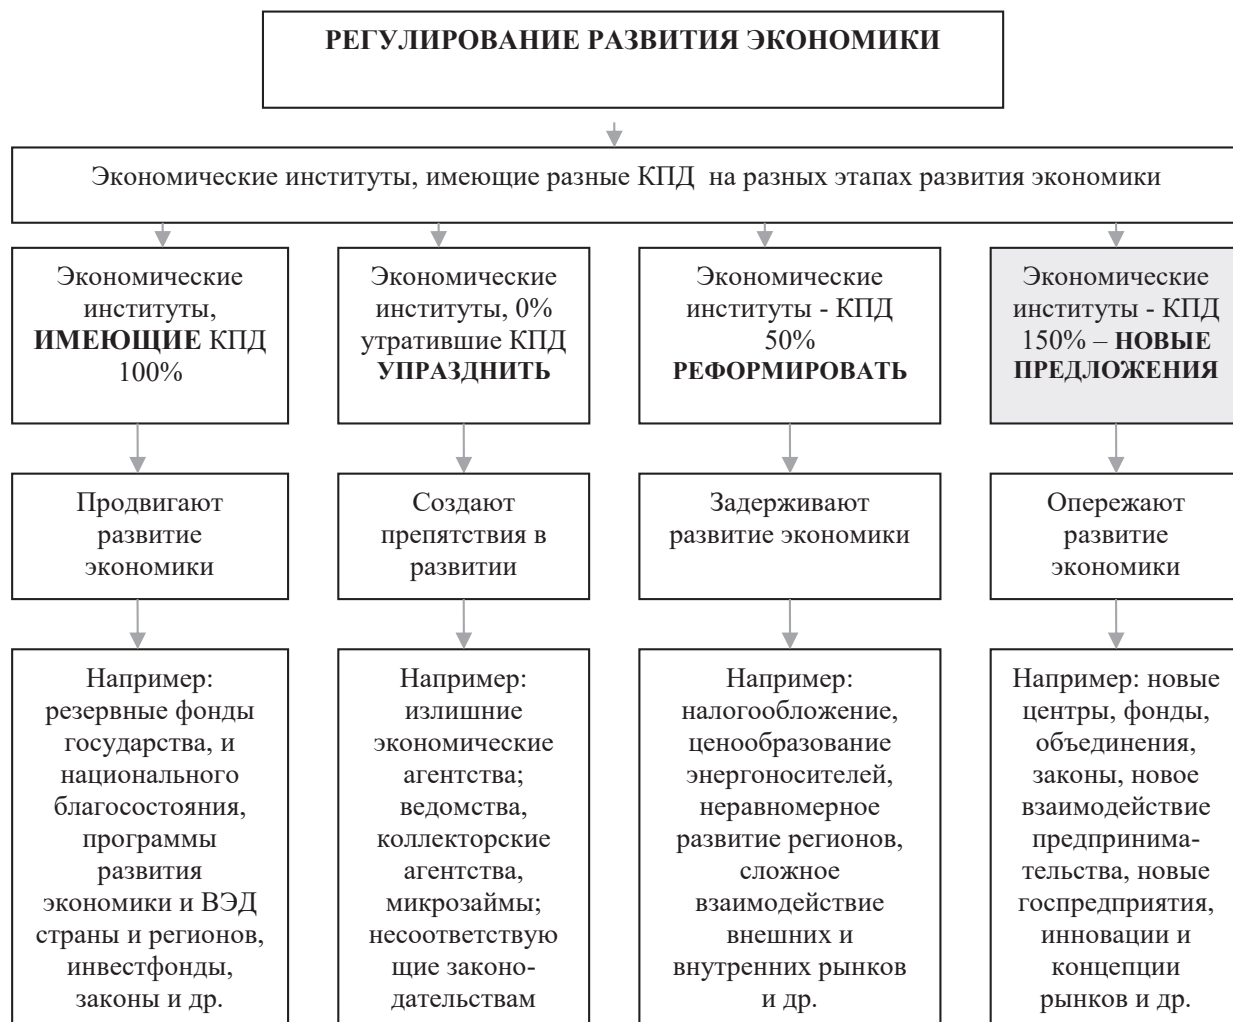 РЕГУЛИРОВАНИЕ РАЗВИТИЯ ЭКОНОМИКИ
Экономические институты, имеющие разные КПД на разных этапах развития экономики
Экономические
институты,
ИМЕЮЩИЕ КПД
100%
Экономические
институты, 0%
утратившие КПД
УПРАЗДНИТЬ
Экономические
институты - КПД
50%
РЕФОРМИРОВАТЬ
Экономические
институты - КПД
150% – НОВЫЕ
ПРЕДЛОЖЕНИЯ
Продвигают
развитие
экономики
Создают
препятствия в
развитии
Задерживают
развитие экономики
Опережают
развитие
экономики
Например:
резервные фонды
государства, и
национального
благосостояния,
программы
развития
экономики и ВЭД
страны и регионов,
инвестфонды,
законы и др.
Например:
излишние
экономические
агентства;
ведомства,
коллекторские
агентства,
микрозаймы;
несоответствую
щие законо-
дательствам
Например:
налогообложение,
ценообразование
энергоносителей,
неравномерное
развитие регионов,
сложное
взаимодействие
внешних и
внутренних рынков
и др.
Например: новые
центры, фонды,
объединения,
законы, новое
взаимодействие
предпринима-
тельства, новые
госпредприятия,
инновации и
концепции
рынков и др.